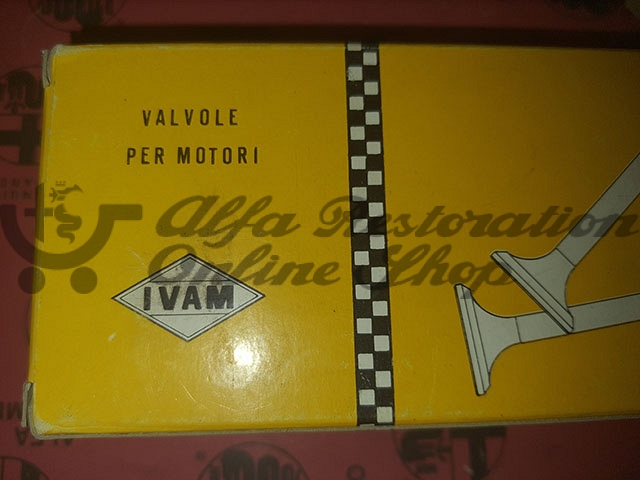 VALVOLE
PER MOTORI
Alfa Restoration
Online Shop
IVAM